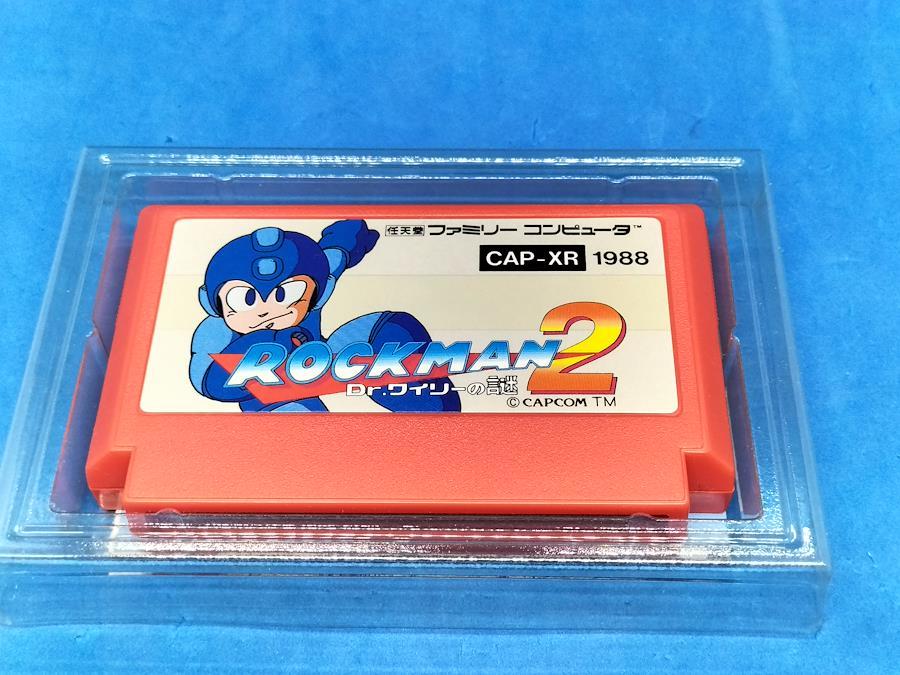 任天堂 ファミリー コンピュータ™
CAP-XR 1988
ROCKMAN 2
Dr.ワイリーの謎
© CAPCOM TM